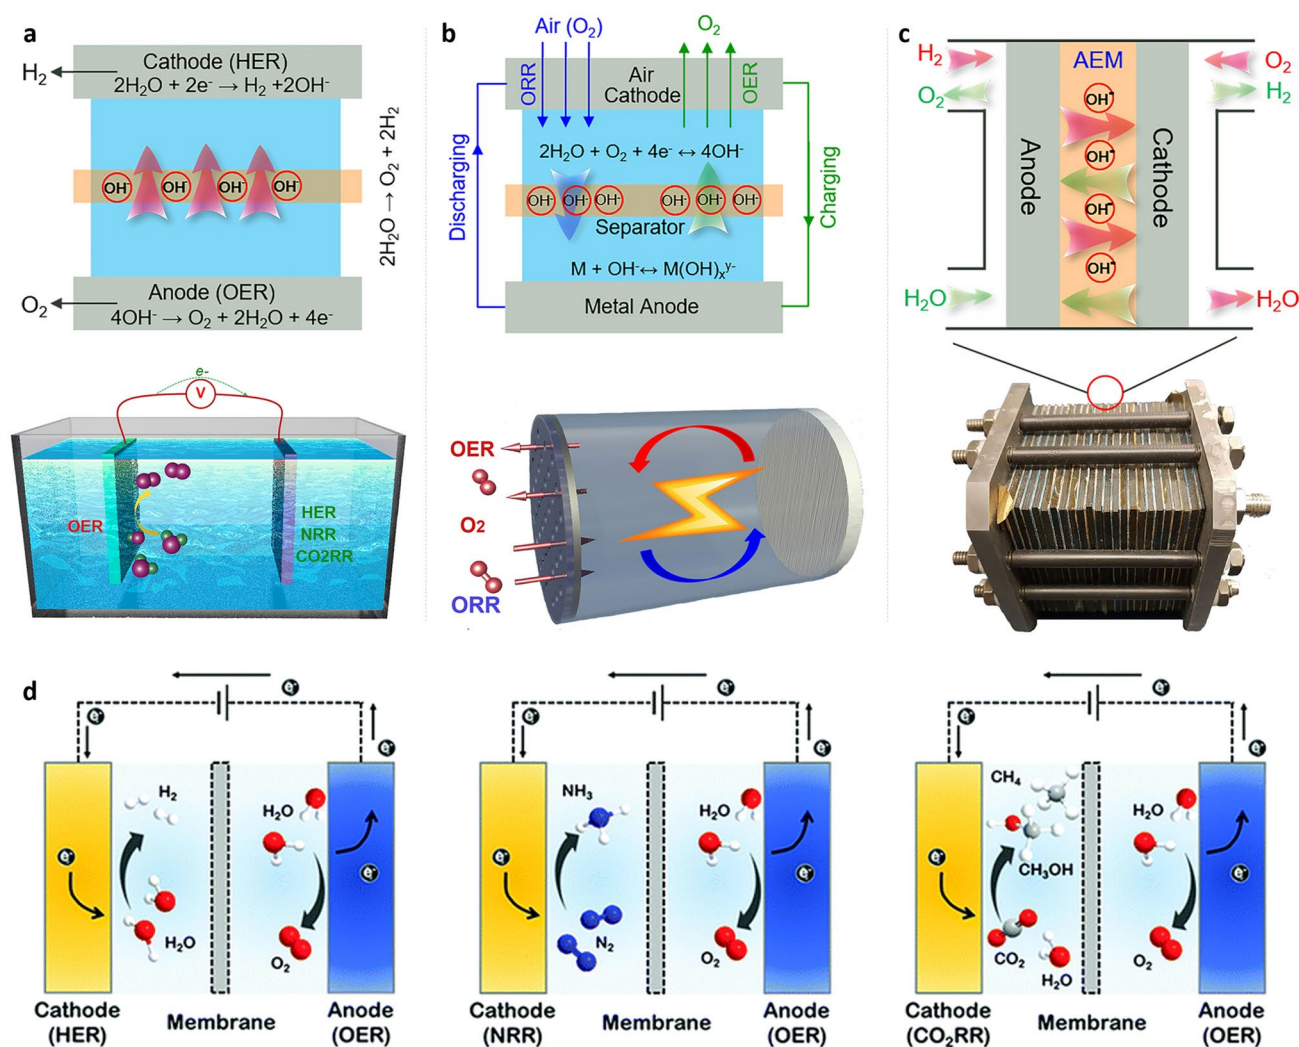 a
Cathode (HER)
2H₂O + 2e⁻ → H₂ +2OH⁻
H₂
OH⁻ OH⁻ OH⁻ OH⁻
2H₂O → O₂ + 2H₂
Anode (OER)
4OH⁻ → O₂ + 2H₂O + 4e⁻
O₂
e-
V
OER
HER
NRR
CO2RR
b
Air (O₂)
O₂
ORR
Air
Cathode
OER
2H₂O + O₂ + 4e⁻ ↔ 4OH⁻
Discharging
Charging
OH⁻ OH⁻ OH⁻ OH⁻ OH⁻ OH⁻
Separator
M + OH⁻ ↔ M(OH)ₓʸ⁻
Metal Anode
OER
O₂
ORR
c
H₂
O₂
AEM
O₂
H₂
OH⁻
OH⁻
OH⁻
OH⁻
Anode
Cathode
H₂O
H₂O
d
e⁻
e⁻
e⁻
H₂
H₂O
e⁻
e⁻
H₂O
O₂
Cathode
(HER)
Membrane
Anode
(OER)
e⁻
e⁻
e⁻
NH₃
H₂O
e⁻
e⁻
N₂
O₂
Cathode
(NRR)
Membrane
Anode
(OER)
e⁻
e⁻
e⁻
CH₄
H₂O
e⁻
CH₃OH
e⁻
CO₂
H₂O
O₂
Cathode
(CO₂RR)
Membrane
Anode
(OER)